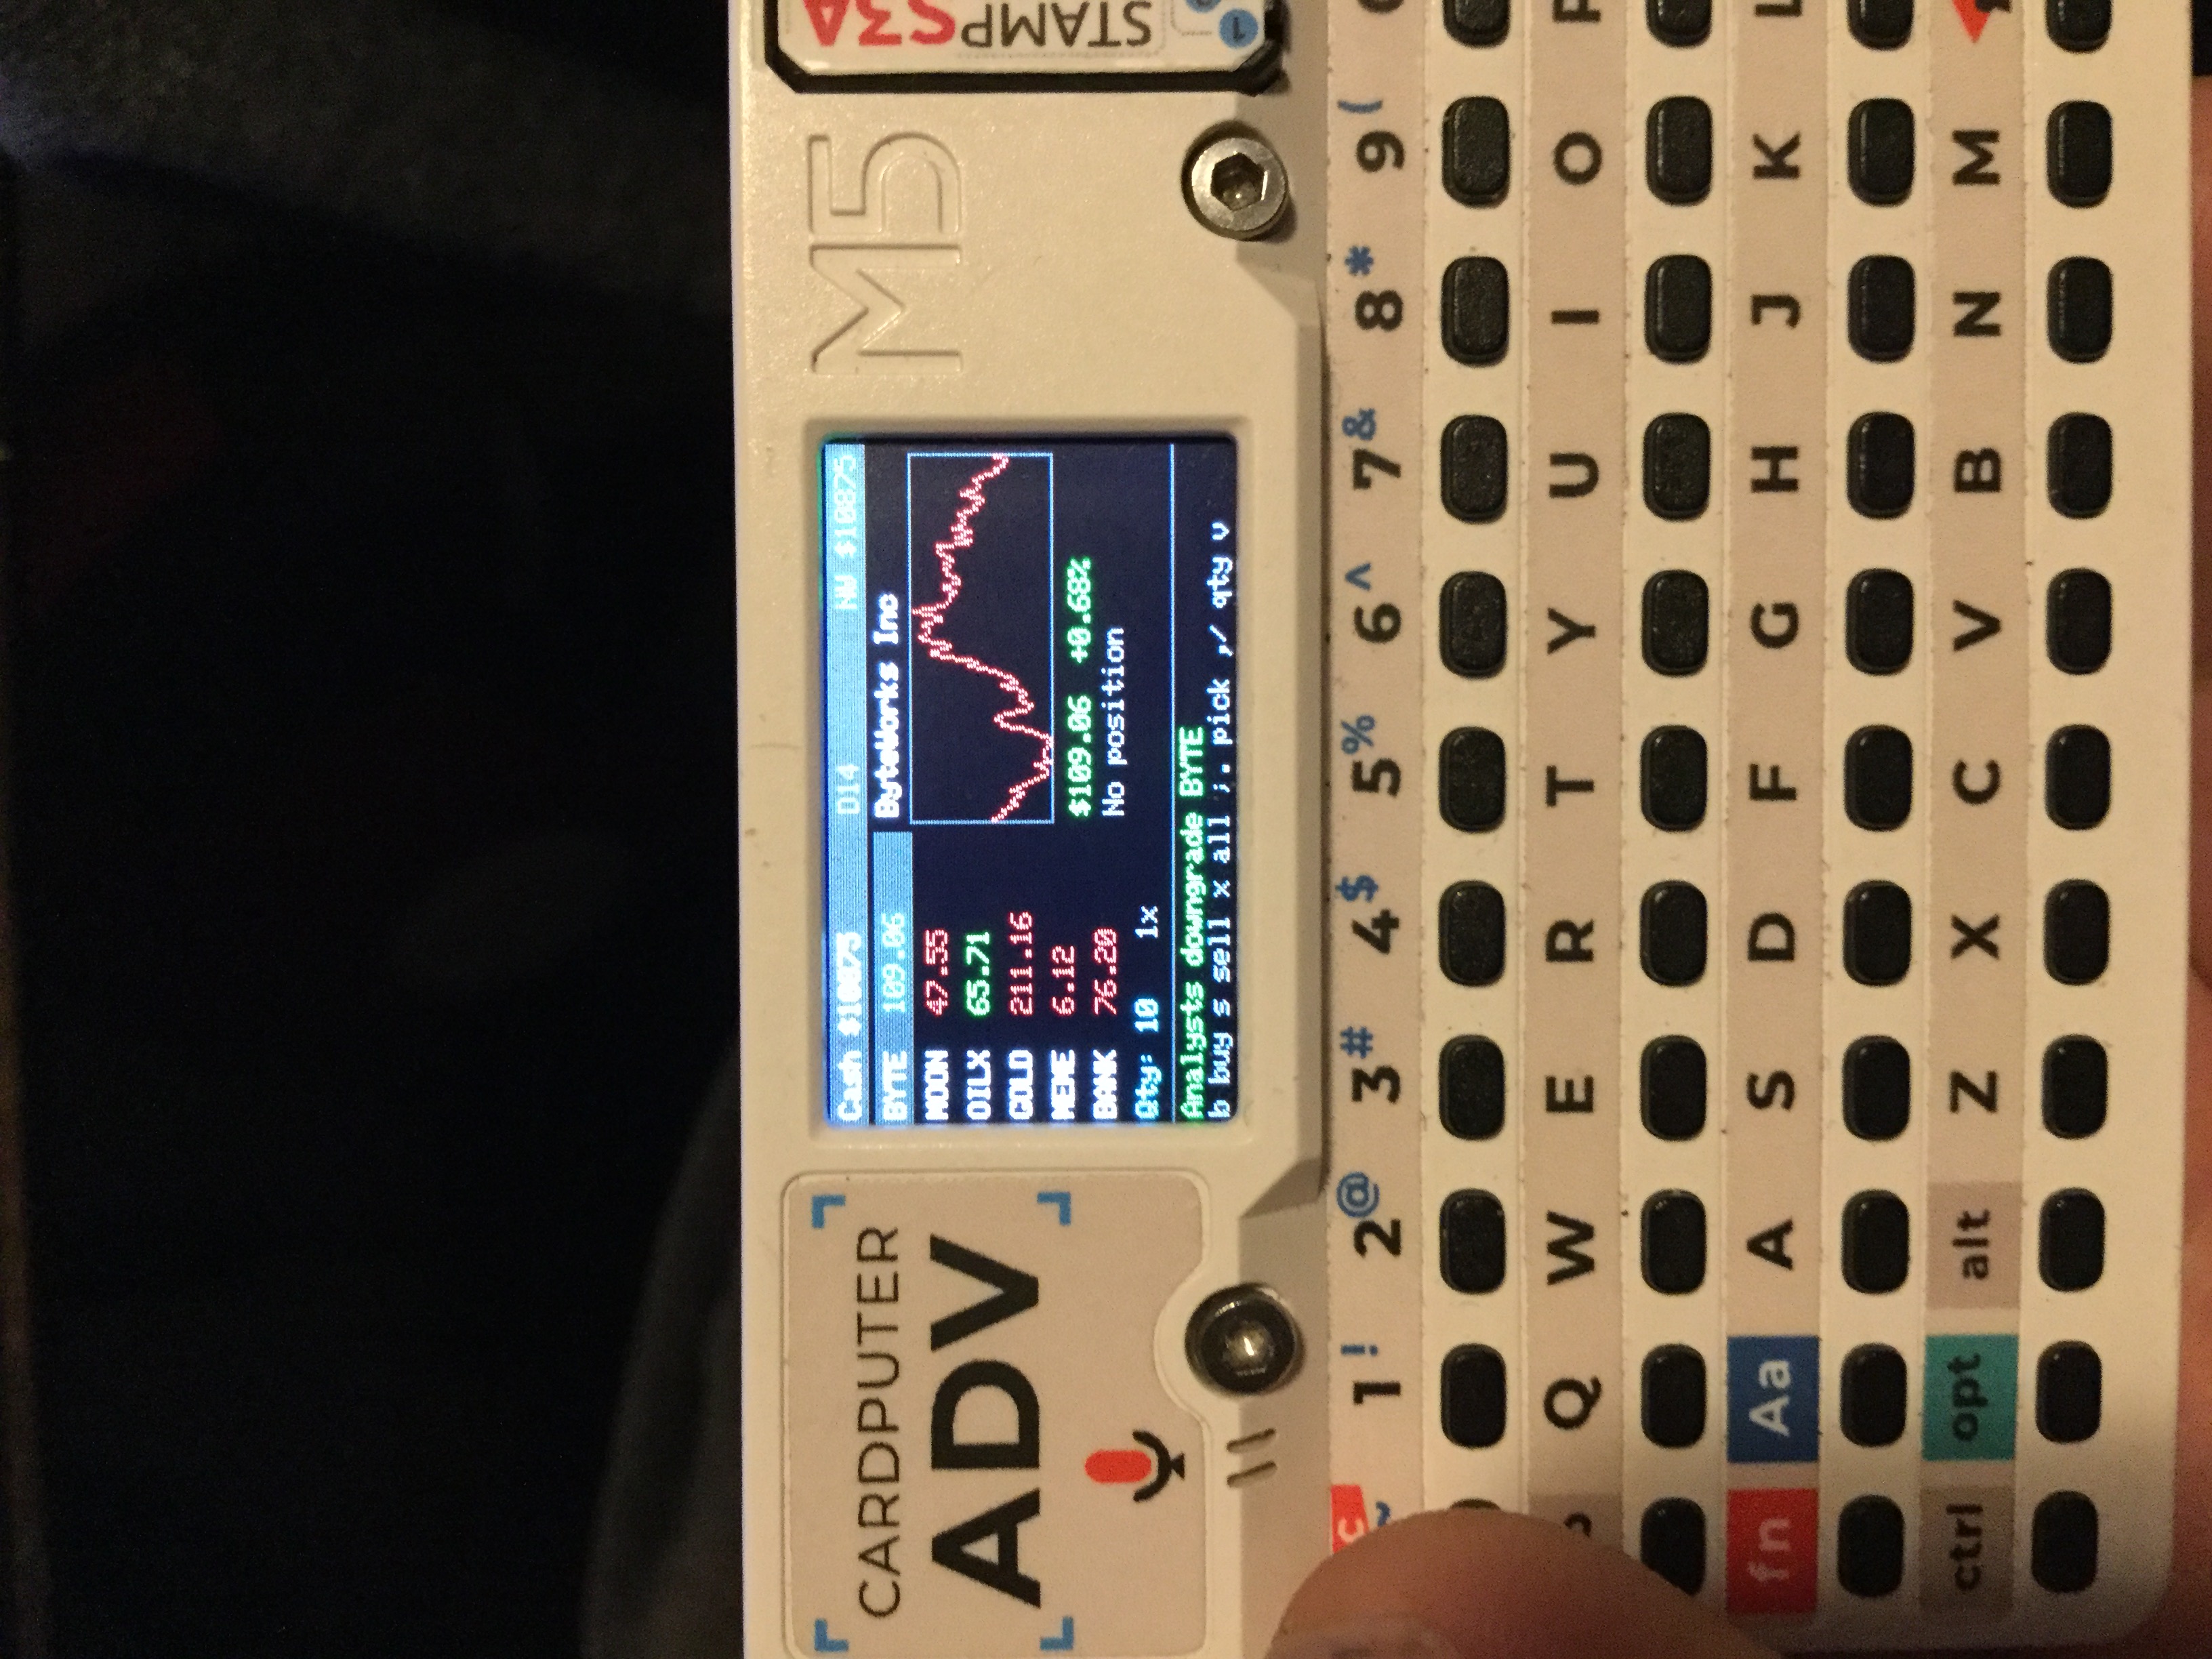 CARDPUTER
ADV
M5
STAMPS3A
1
Cash $10875 D14 NW $10875
BYTE 109.06
MOON 47.55
OILX 65.71
GOLD 211.16
MEME 6.12
BANK 76.20
Qty: 10 1x
ByteWorks Inc
$109.06 +0.68%
No position
Analysts downgrade BYTE
b buy s sell x all ;. pick ,/ qty v
1 ! 2 @ 3 # 4 $ 5 % 6 ^ 7 & 8 * 9 (
Q W E R T Y U I O P
fn Aa A S D F G H J K L
ctrl opt alt Z X C V B N M